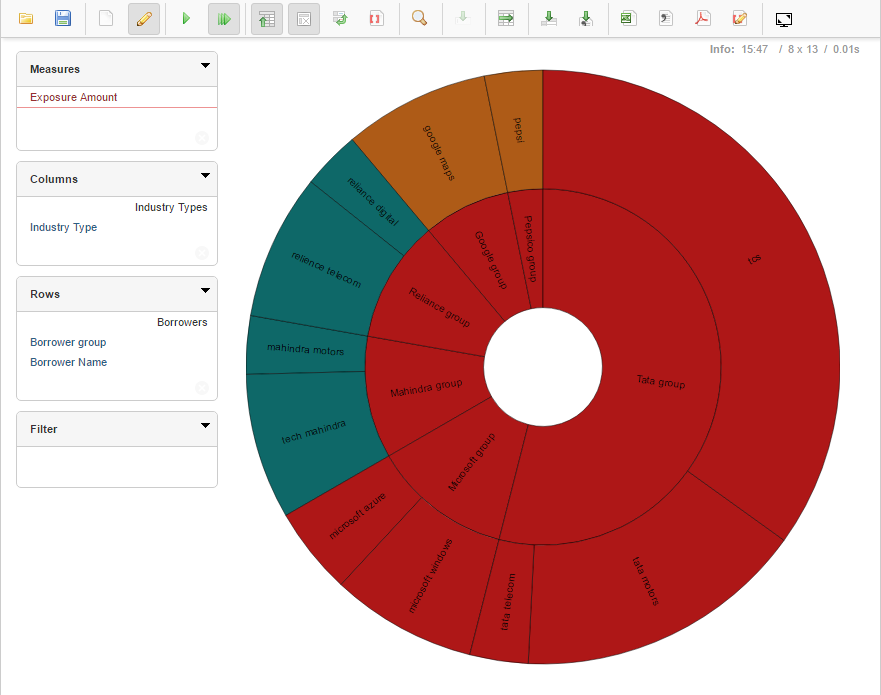 Info: 15:47 / 8 x 13 / 0.01s
Measures
Exposure Amount
Columns
Industry Types
Industry Type
Rows
Borrowers
Borrower group
Borrower Name
Filter
tcs
tata motors
tata telecom
microsoft windows
microsoft azure
tech mahindra
mahindra motors
relience telecom
reliance digital
google maps
pepsi
Tata group
Microsoft group
Mahindra group
Reliance group
Google group
Pepsico group